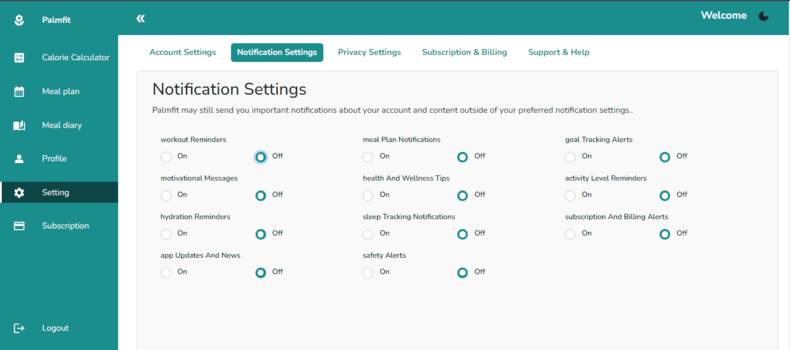 Palmfit
Welcome
Calorie Calculator
Meal plan
Meal diary
Profile
Setting
Subscription
Logout
Account Settings Notification Settings Privacy Settings Subscription & Billing Support & Help
Notification Settings
Palmfit may still send you important notifications about your account and content outside of your preferred notification settings..
workout Reminders meal Plan Notifications goal Tracking Alerts
On Off On Off On Off
motivational Messages health And Wellness Tips activity Level Reminders
On Off On Off On Off
hydration Reminders sleep Tracking Notifications subscription And Billing Alerts
On Off On Off On Off
app Updates And News safety Alerts
On Off On Off